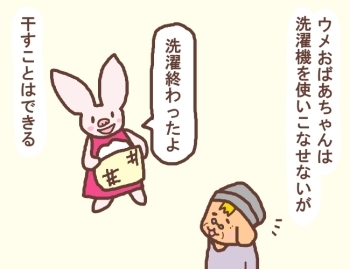 ウメおばあちゃんは
洗濯機を使いこなせないが
洗濯終わったよ
干すことはできる